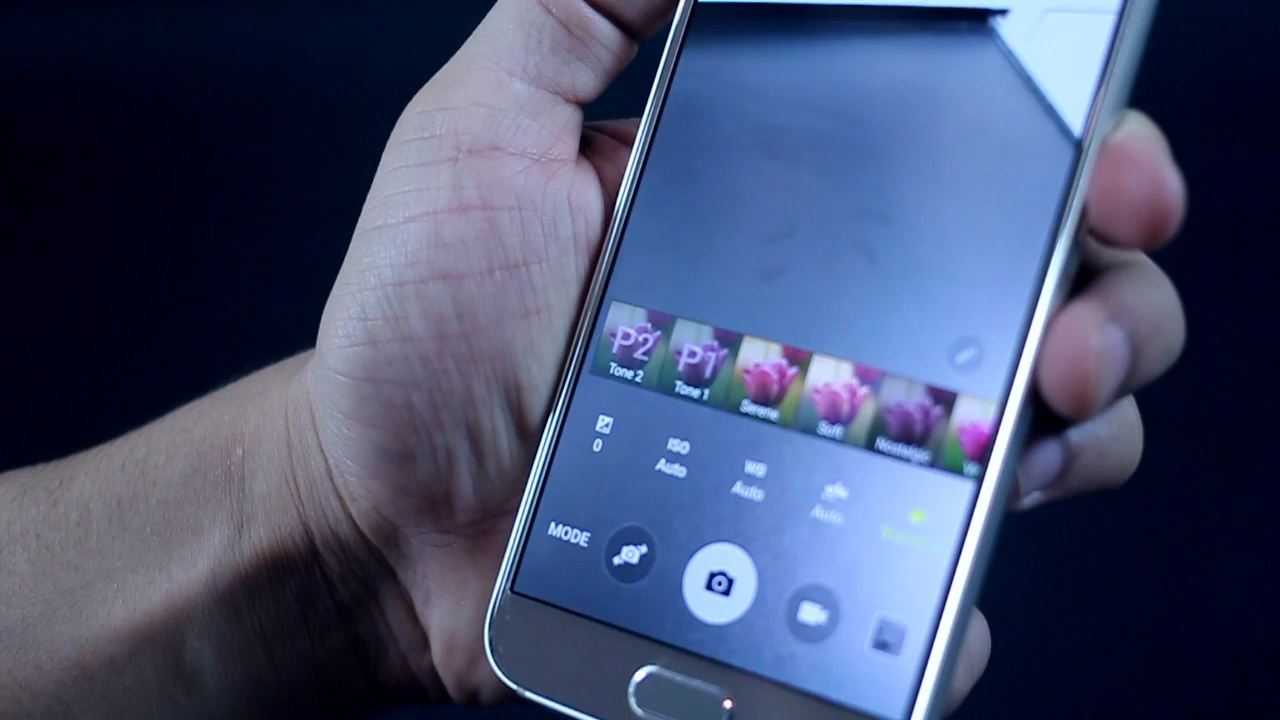 P2 P1
Tone 2 Tone 1 Serene Soft Nostalgic
0 ISO WB
Auto Auto Auto
MODE